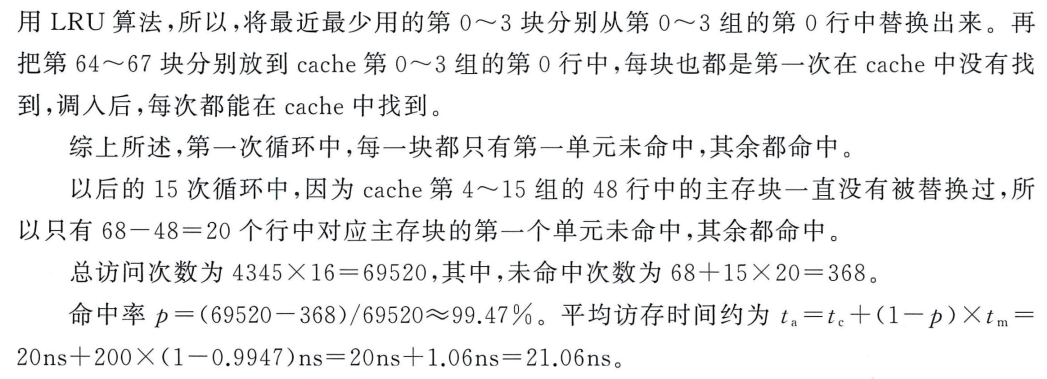 用 LRU 算法,所以,将最近最少用的第 0～3 块分别从第 0～3 组的第 0 行中替换出来。再
把第 64～67 块分别放到 cache 第 0～3 组的第 0 行中,每块也都是第一次在 cache 中没有找
到,调入后,每次都能在 cache 中找到。
综上所述,第一次循环中,每一块都只有第一单元未命中,其余都命中。
以后的 15 次循环中,因为 cache 第 4～15 组的 48 行中的主存块一直没有被替换过,所
以只有 68−48=20 个行中对应主存块的第一个单元未命中,其余都命中。
总访问次数为 4345×16=69520,其中,未命中次数为 68+15×20=368。
命中率 p=(69520−368)/69520≈99.47%。平均访存时间约为 tₐ=t_c+(1−p)×t_m=
20ns+200×(1−0.9947)ns=20ns+1.06ns=21.06ns。